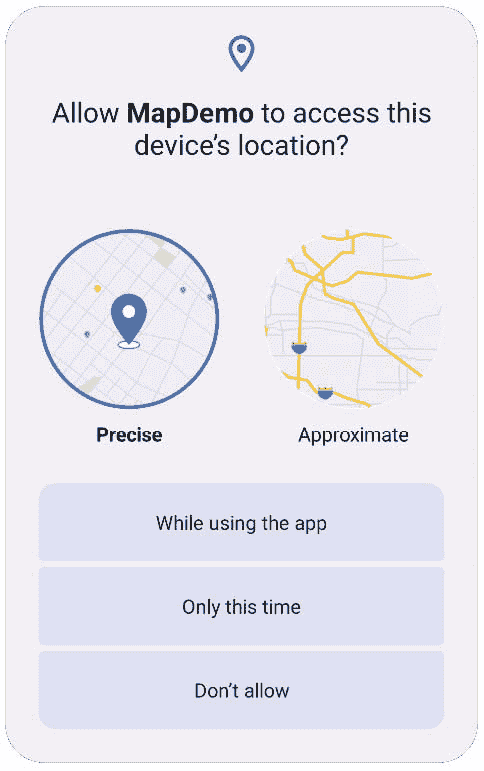 Allow MapDemo to access this
device’s location?
Precise
Approximate
While using the app
Only this time
Don’t allow